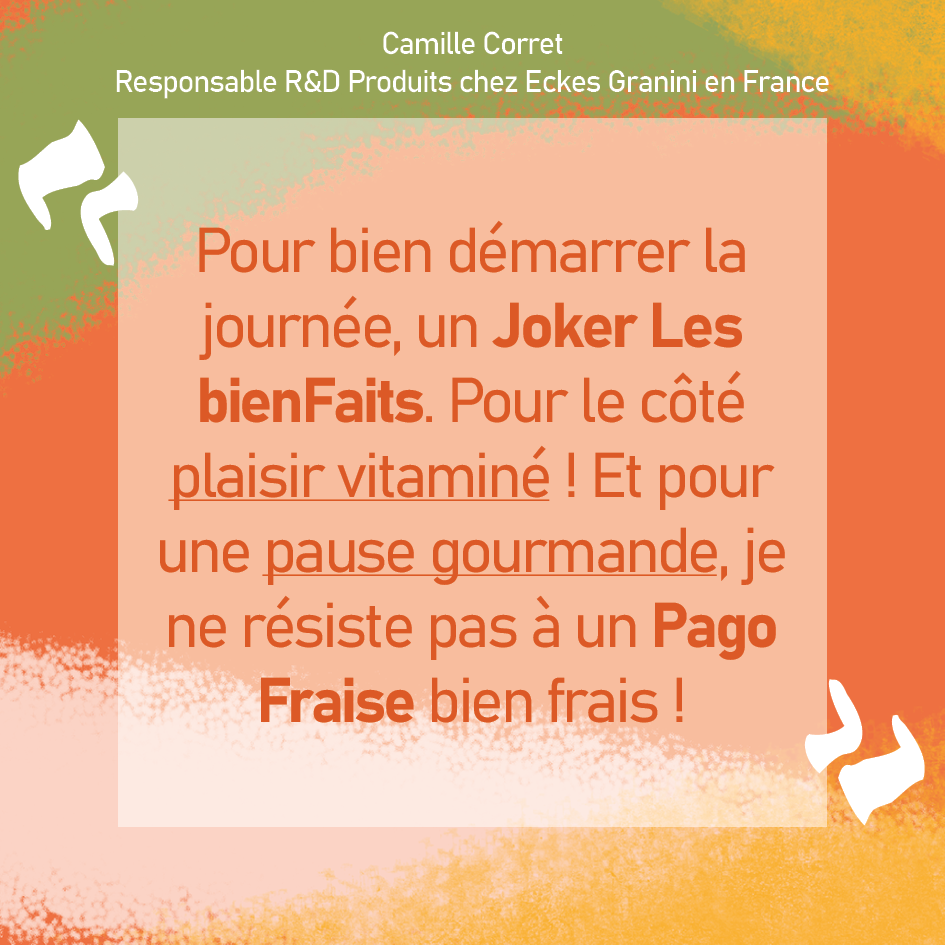 Camille Corret
Responsable R&D Produits chez Eckes Granini en France
Pour bien démarrer la
journée, un Joker Les
bienFaits. Pour le côté
plaisir vitaminé ! Et pour
une pause gourmande, je
ne résiste pas à un Pago
Fraise bien frais !